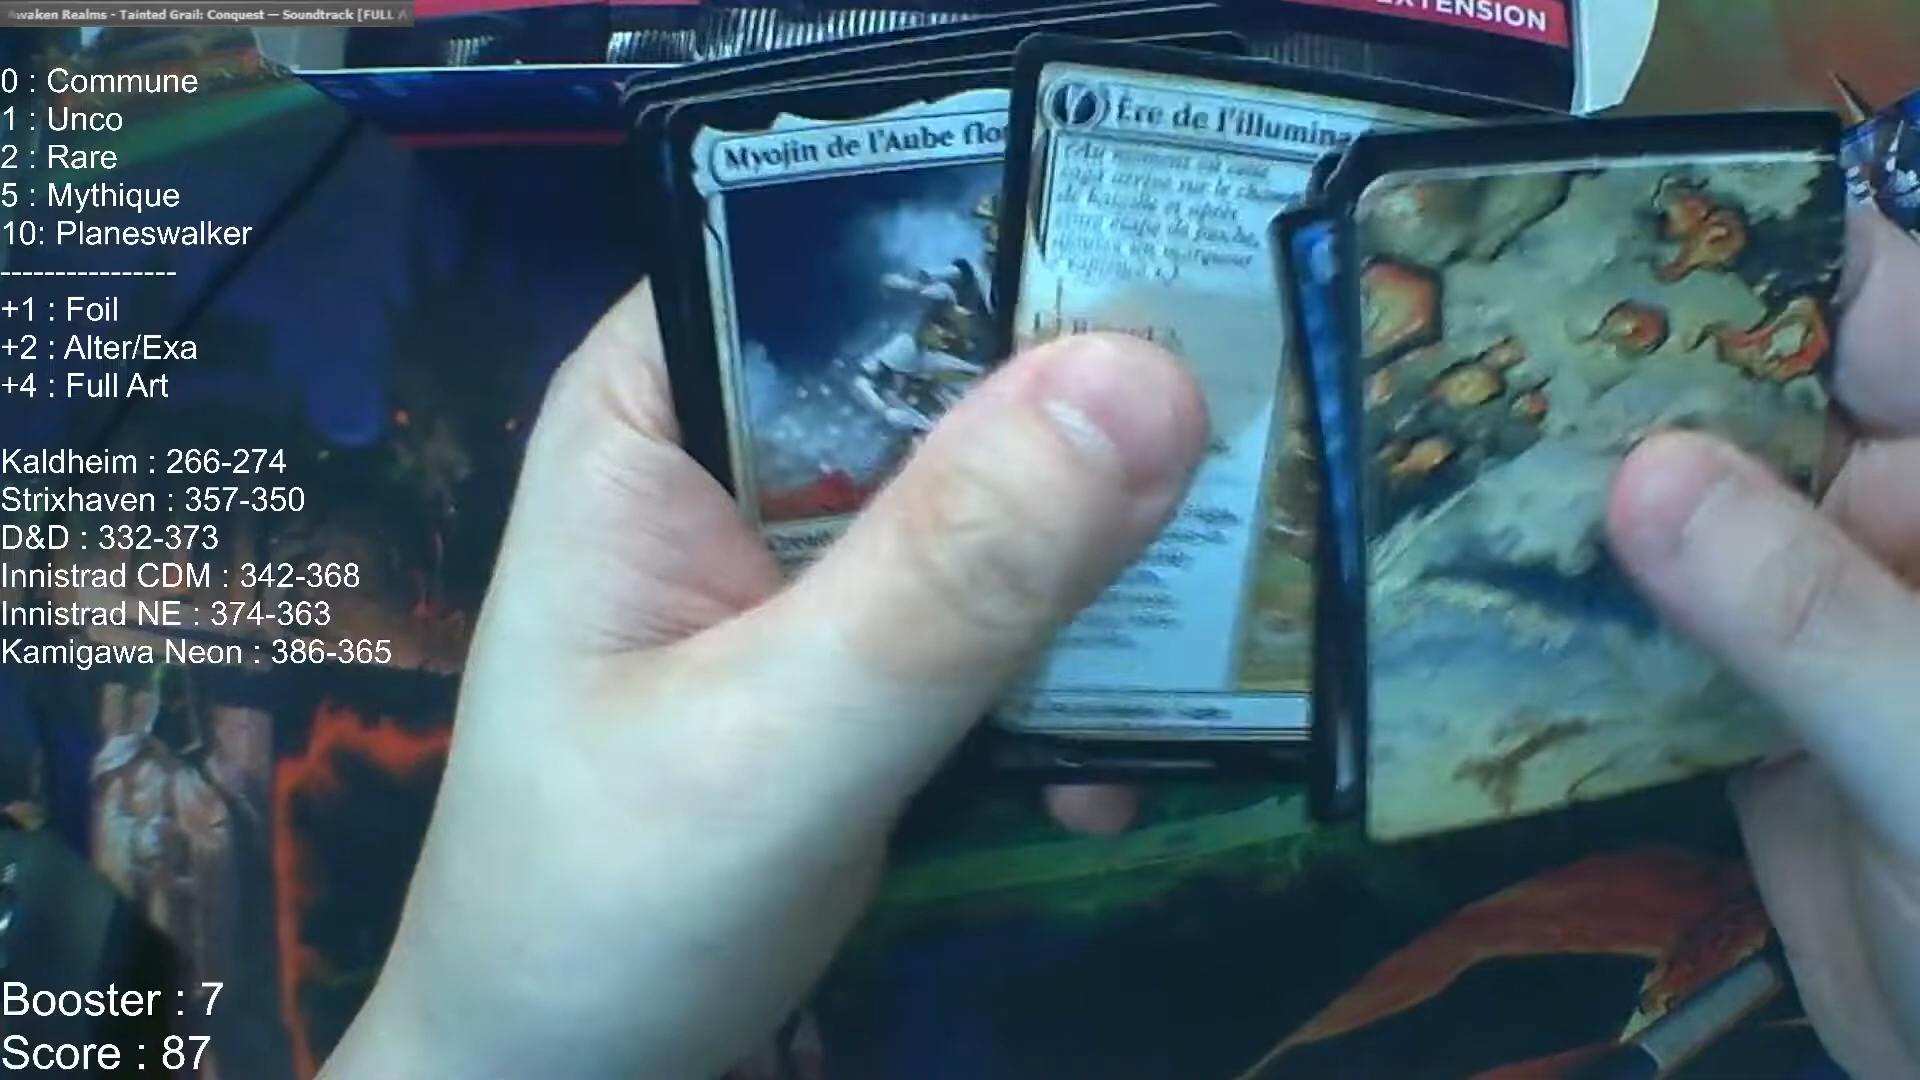 waken Realms - Tainted Grail: Conquest — Soundtrack [FULL A
EXTENSION
0 : Commune
1 : Unco
2 : Rare
5 : Mythique
10: Planeswalker
----------------
+1 : Foil
+2 : Alter/Exa
+4 : Full Art
Kaldheim : 266-274
Strixhaven : 357-350
D&D : 332-373
Innistrad CDM : 342-368
Innistrad NE : 374-363
Kamigawa Neon : 386-365
Booster : 7
Score : 87
Myojin de l'Aube flo
Ère de l'illumina